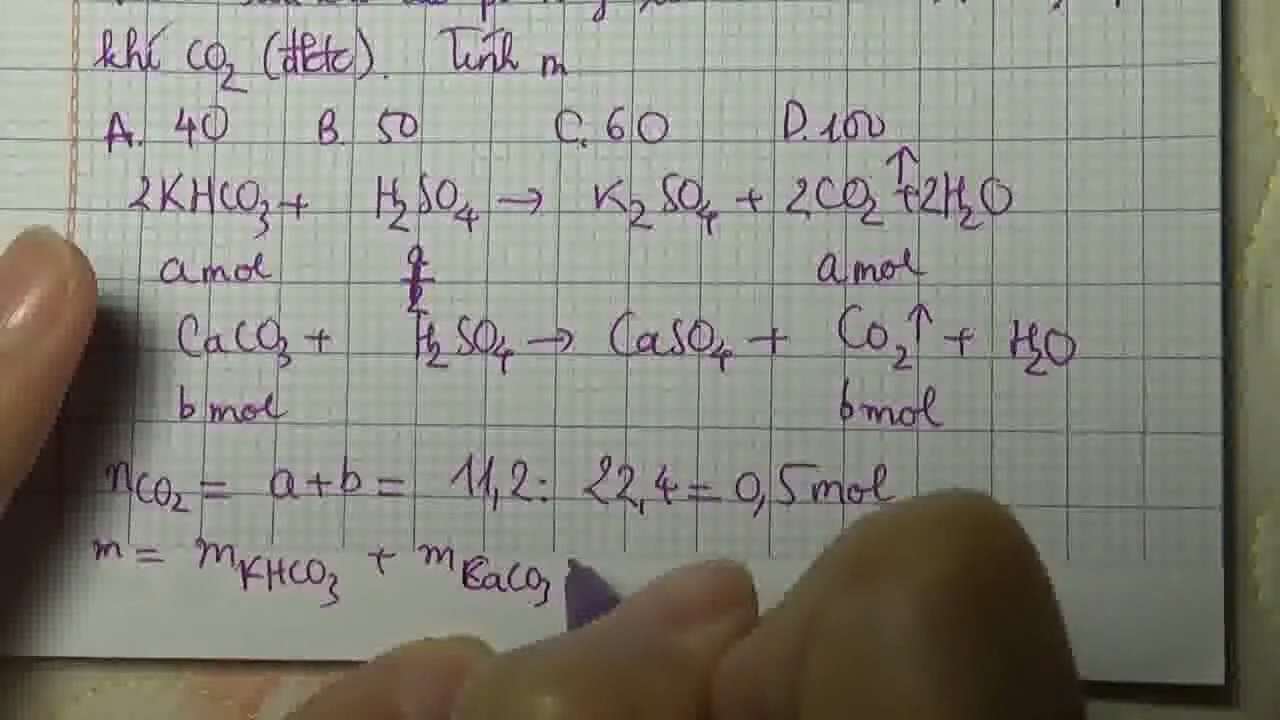 khí CO2 (đktc). Tính m
A. 40 B. 50 C. 60 D. 100
2KHCO3 + H2SO4 → K2SO4 + 2CO2↑ + 2H2O
a mol a/2 a mol
CaCO3 + H2SO4 → CaSO4 + CO2↑ + H2O
b mol b mol
nCO2 = a + b = 11,2 : 22,4 = 0,5 mol
m = mKHCO3 + mCaCO3